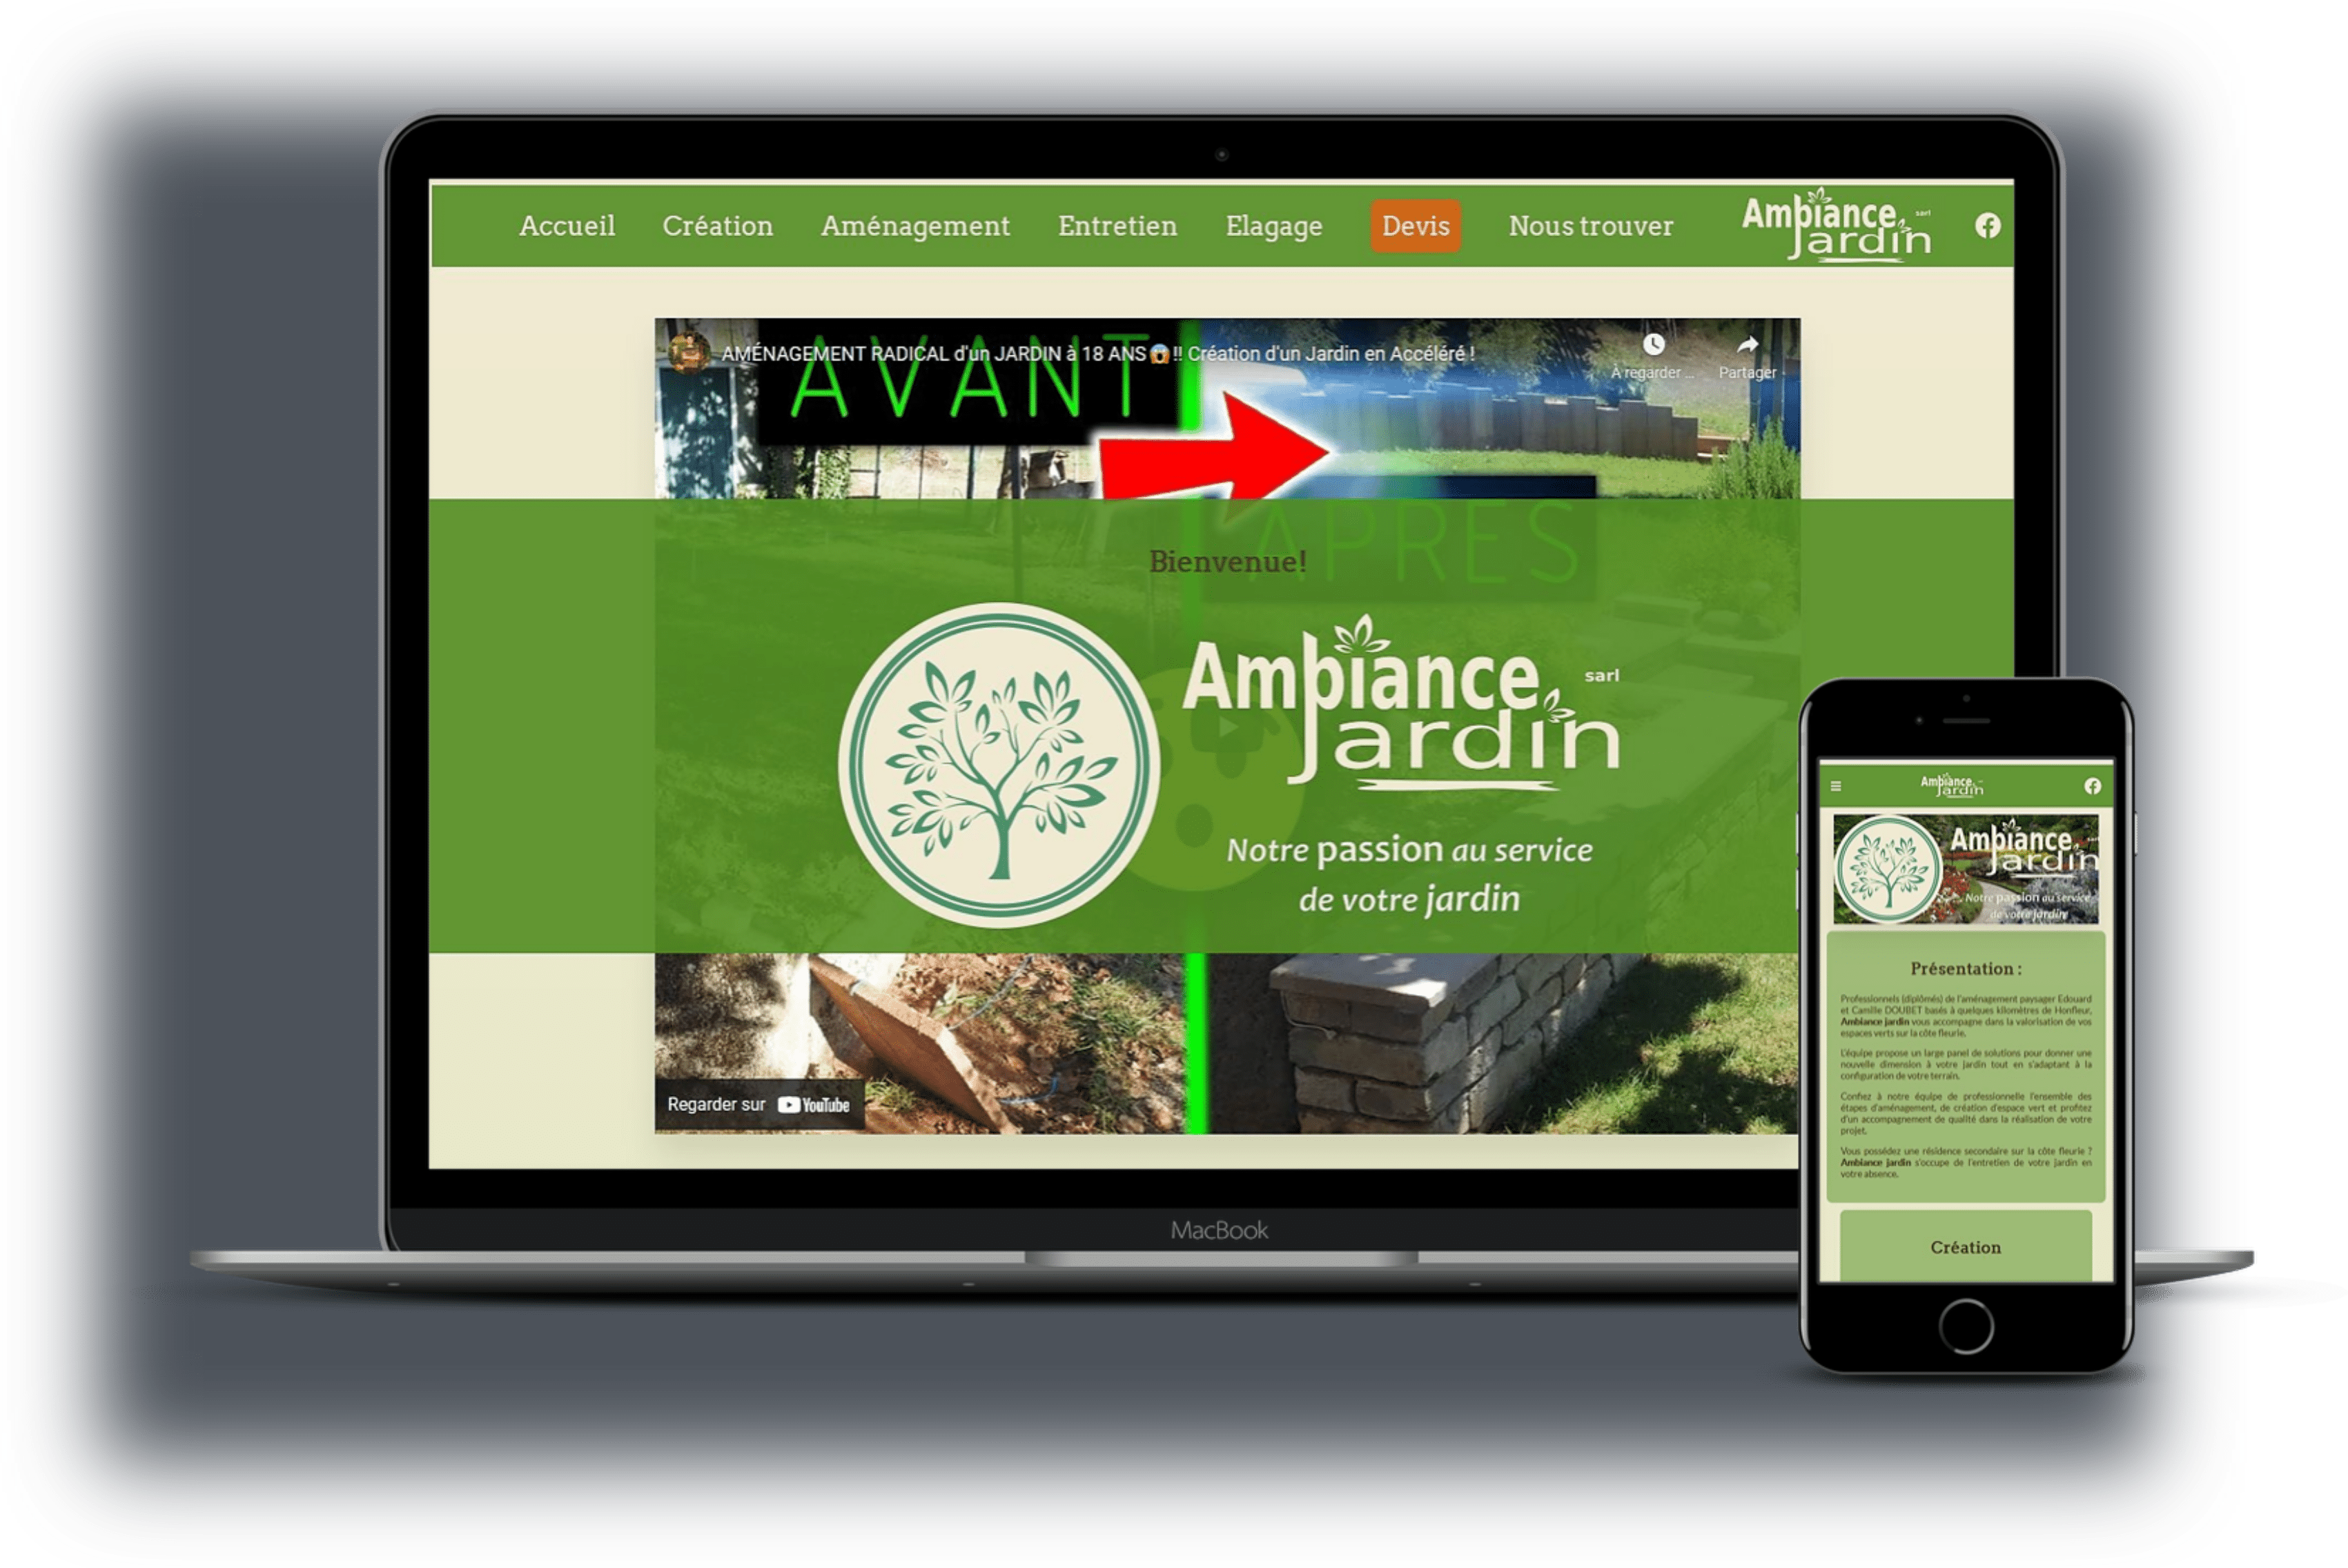 Accueil Création Aménagement Entretien Elagage Devis Nous trouver Ambiance Jardin sarl
AMÉNAGEMENT RADICAL d'un JARDIN à 18 ANS😱!! Création d'un Jardin en Accéléré !
À regarder ... Partager
AVANT
APRES
Bienvenue!
Ambiance sarl
Jardin
Notre passion au service
de votre jardin
Regarder sur YouTube
MacBook
Ambiance
Jardin
Ambiance sarl
Jardin
Notre passion au service
de votre jardin
Présentation :
Professionnels (diplômés) de l'aménagement paysager Edouard
et Camille DOUBET basés à quelques kilomètres de Honfleur,
Ambiance jardin vous accompagne dans la valorisation de vos
espaces verts sur la côte fleurie.
L'équipe propose un large panel de solutions pour donner une
nouvelle dimension à votre jardin tout en s'adaptant à la
configuration de votre terrain.
Confiez à notre équipe de professionnelle l'ensemble des
étapes d'aménagement, de création d'espace vert et profitez
d'un accompagnement de qualité dans la réalisation de votre
projet.
Vous possédez une résidence secondaire sur la côte fleurie ?
Ambiance jardin s'occupe de l'entretien de votre jardin en
votre absence.
Création